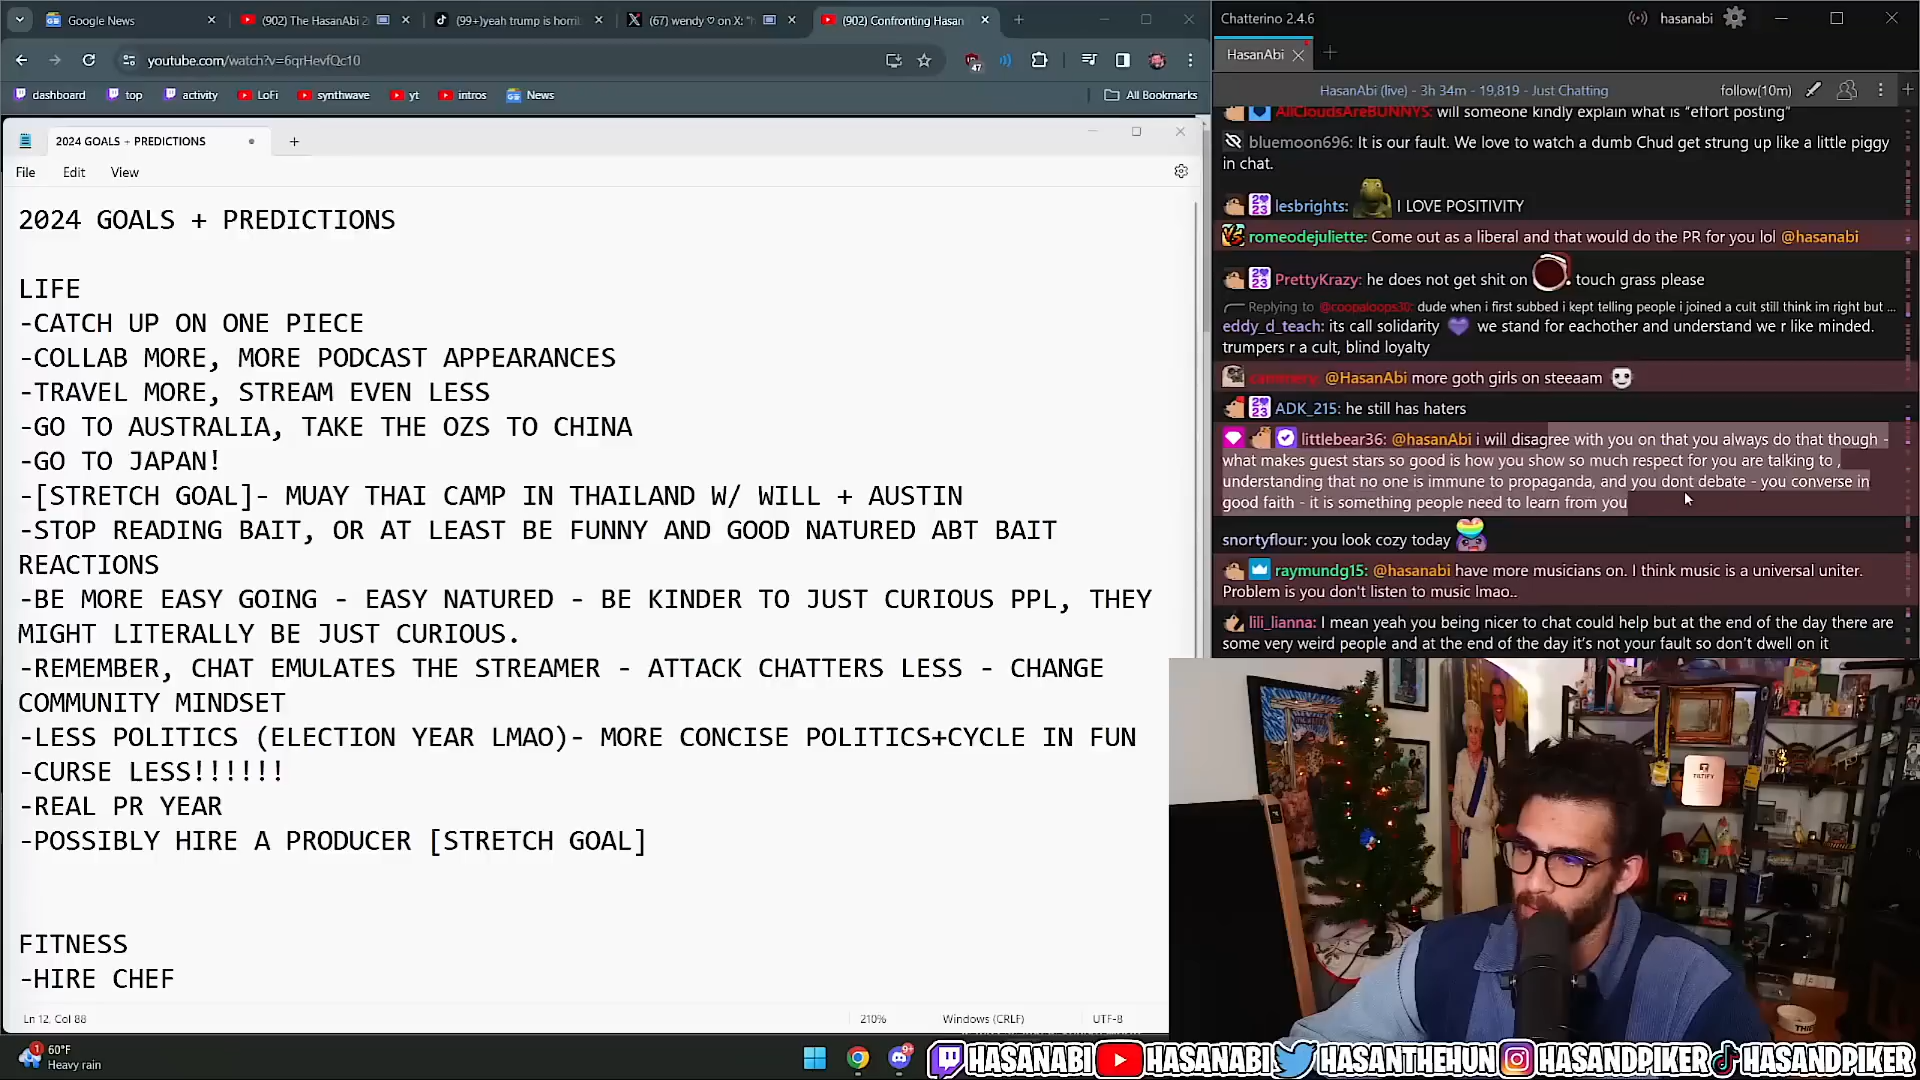 Google News
(902) The HasanAbi 2
(99+)yeah trump is horri
(67) wendy ♡ on X: "
(902) Confronting Hasan
youtube.com/watch?v=6qrHevfQc10
47
dashboard
top
activity
LoFi
synthwave
yt
intros
News
All Bookmarks
2024 GOALS + PREDICTIONS
File Edit View
2024 GOALS + PREDICTIONS
LIFE
-CATCH UP ON ONE PIECE
-COLLAB MORE, MORE PODCAST APPEARANCES
-TRAVEL MORE, STREAM EVEN LESS
-GO TO AUSTRALIA, TAKE THE OZS TO CHINA
-GO TO JAPAN!
-[STRETCH GOAL]- MUAY THAI CAMP IN THAILAND W/ WILL + AUSTIN
-STOP READING BAIT, OR AT LEAST BE FUNNY AND GOOD NATURED ABT BAIT
REACTIONS
-BE MORE EASY GOING - EASY NATURED - BE KINDER TO JUST CURIOUS PPL, THEY
MIGHT LITERALLY BE JUST CURIOUS.
-REMEMBER, CHAT EMULATES THE STREAMER - ATTACK CHATTERS LESS - CHANGE
COMMUNITY MINDSET
-LESS POLITICS (ELECTION YEAR LMAO)- MORE CONCISE POLITICS+CYCLE IN FUN
-CURSE LESS!!!!!!
-REAL PR YEAR
-POSSIBLY HIRE A PRODUCER [STRETCH GOAL]
FITNESS
-HIRE CHEF
Ln 12, Col 88
210%
Windows (CRLF)
UTF-8
Chatterino 2.4.6
hasanabi
HasanAbi
HasanAbi (live) - 3h 34m - 19,819 - Just Chatting
follow(10m)
AllCloudsAreBUNNYS: will someone kindly explain what is "effort posting"
bluemoon696: It is our fault. We love to watch a dumb Chud get strung up like a little piggy
in chat.
lesbrights: I LOVE POSITIVITY
romeodejuliette: Come out as a liberal and that would do the PR for you lol @hasanabi
PrettyKrazy: he does not get shit on . touch grass please
Replying to @coopaloops30: dude when i first subbed i kept telling people i joined a cult still think im right but ...
eddy_d_teach: its call solidarity 💜 we stand for eachother and understand we r like minded.
trumpers r a cult, blind loyalty
@HasanAbi more goth girls on steeaam
ADK_215: he still has haters
littlebear36: @hasanAbi i will disagree with you on that you always do that though -
what makes guest stars so good is how you show so much respect for you are talking to ,
understanding that no one is immune to propaganda, and you dont debate - you converse in
good faith - it is something people need to learn from you
snortyflour: you look cozy today
raymundg15: @hasanabi have more musicians on. I think music is a universal uniter.
Problem is you don't listen to music lmao..
lili_lianna: I mean yeah you being nicer to chat could help but at the end of the day there are
some very weird people and at the end of the day it's not your fault so don't dwell on it
TILTIFY
1
60°F
Heavy rain
9+
HASANABI
HASANABI
HASANTHEHUN
HASANDPIKER
HASANDPIKER